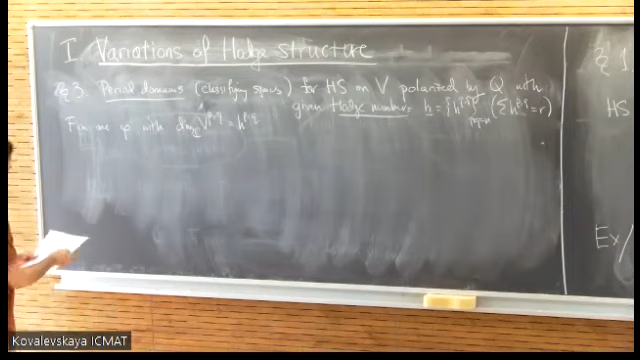 I. Variations of Hodge structure
§ 3. Period domains (classifying spaces) for HS on V polarized by Q with
given Hodge numbers h = {h^{p,q}}_{p+q=n} (Σ h^{p,q} = r)
Fix one φ with dim_ℂ V^{p,q} = h^{p,q}
§ 1
HS
Ex/
Kovalevskaya ICMAT